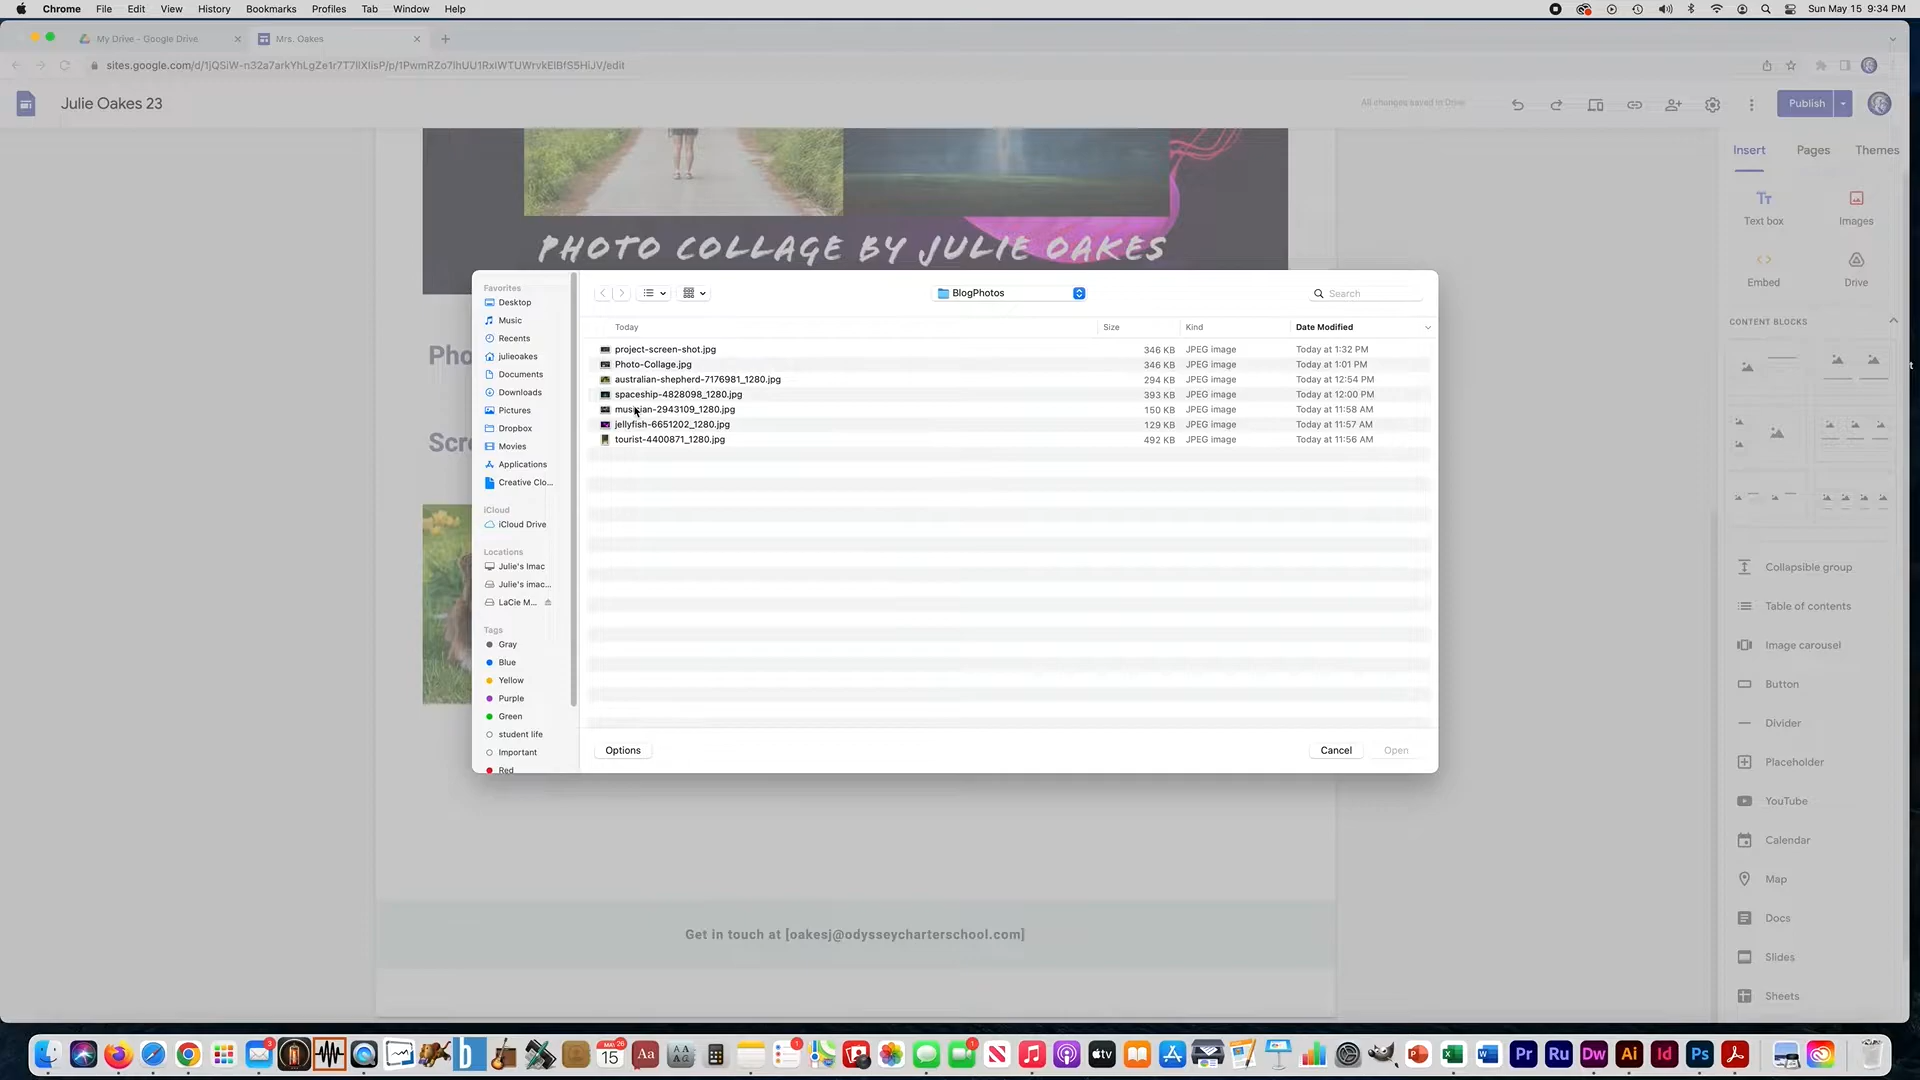 Chrome File Edit View History Bookmarks Profiles Tab Window Help
Sun May 15 9:34 PM
My Drive - Google Drive
Mrs. Oakes
sites.google.com/d/1jQSiW-n32a7arkYhLgZe1r7T7IlXlisP/p/1PwmRZo7ihUU1RxiWTUWrvkElBfS5HiJV/edit
Julie Oakes 23
All changes saved in Drive
Publish
Insert Pages Themes
Text box Images
Embed Drive
CONTENT BLOCKS
Collapsible group
Table of contents
Image carousel
Button
Divider
Placeholder
YouTube
Calendar
Map
Docs
Slides
Sheets
PHOTO COLLAGE BY JULIE OAKES
Pho
Scre
Favorites
Desktop
Music
Recents
julieoakes
Documents
Downloads
Pictures
Dropbox
Movies
Applications
Creative Clo...
iCloud
iCloud Drive
Locations
Julie's Imac
Julie's imac...
LaCie M...
Tags
Gray
Blue
Yellow
Purple
Green
student life
Important
Red
BlogPhotos
Search
Today Size Kind Date Modified
project-screen-shot.jpg 346 KB JPEG image Today at 1:32 PM
Photo-Collage.jpg 346 KB JPEG image Today at 1:01 PM
australian-shepherd-7176981_1280.jpg 294 KB JPEG image Today at 12:54 PM
spaceship-4828098_1280.jpg 393 KB JPEG image Today at 12:00 PM
musician-2943109_1280.jpg 150 KB JPEG image Today at 11:58 AM
jellyfish-6651202_1280.jpg 129 KB JPEG image Today at 11:57 AM
tourist-4400871_1280.jpg 492 KB JPEG image Today at 11:56 AM
Options
Cancel
Open
Get in touch at [oakesj@odysseycharterschool.com]